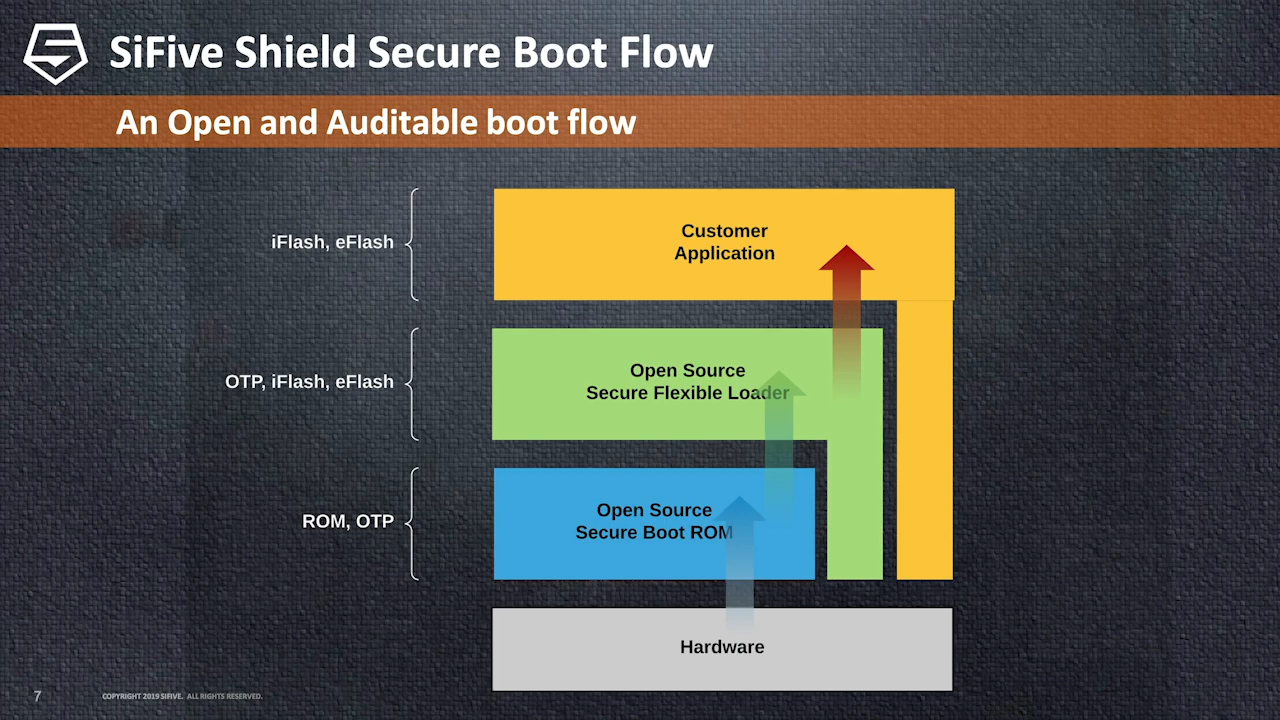 SiFive Shield Secure Boot Flow
An Open and Auditable boot flow
iFlash, eFlash
Customer
Application
OTP, iFlash, eFlash
Open Source
Secure Flexible Loader
ROM, OTP
Open Source
Secure Boot ROM
Hardware
7
COPYRIGHT 2019 SIFIVE. ALL RIGHTS RESERVED.